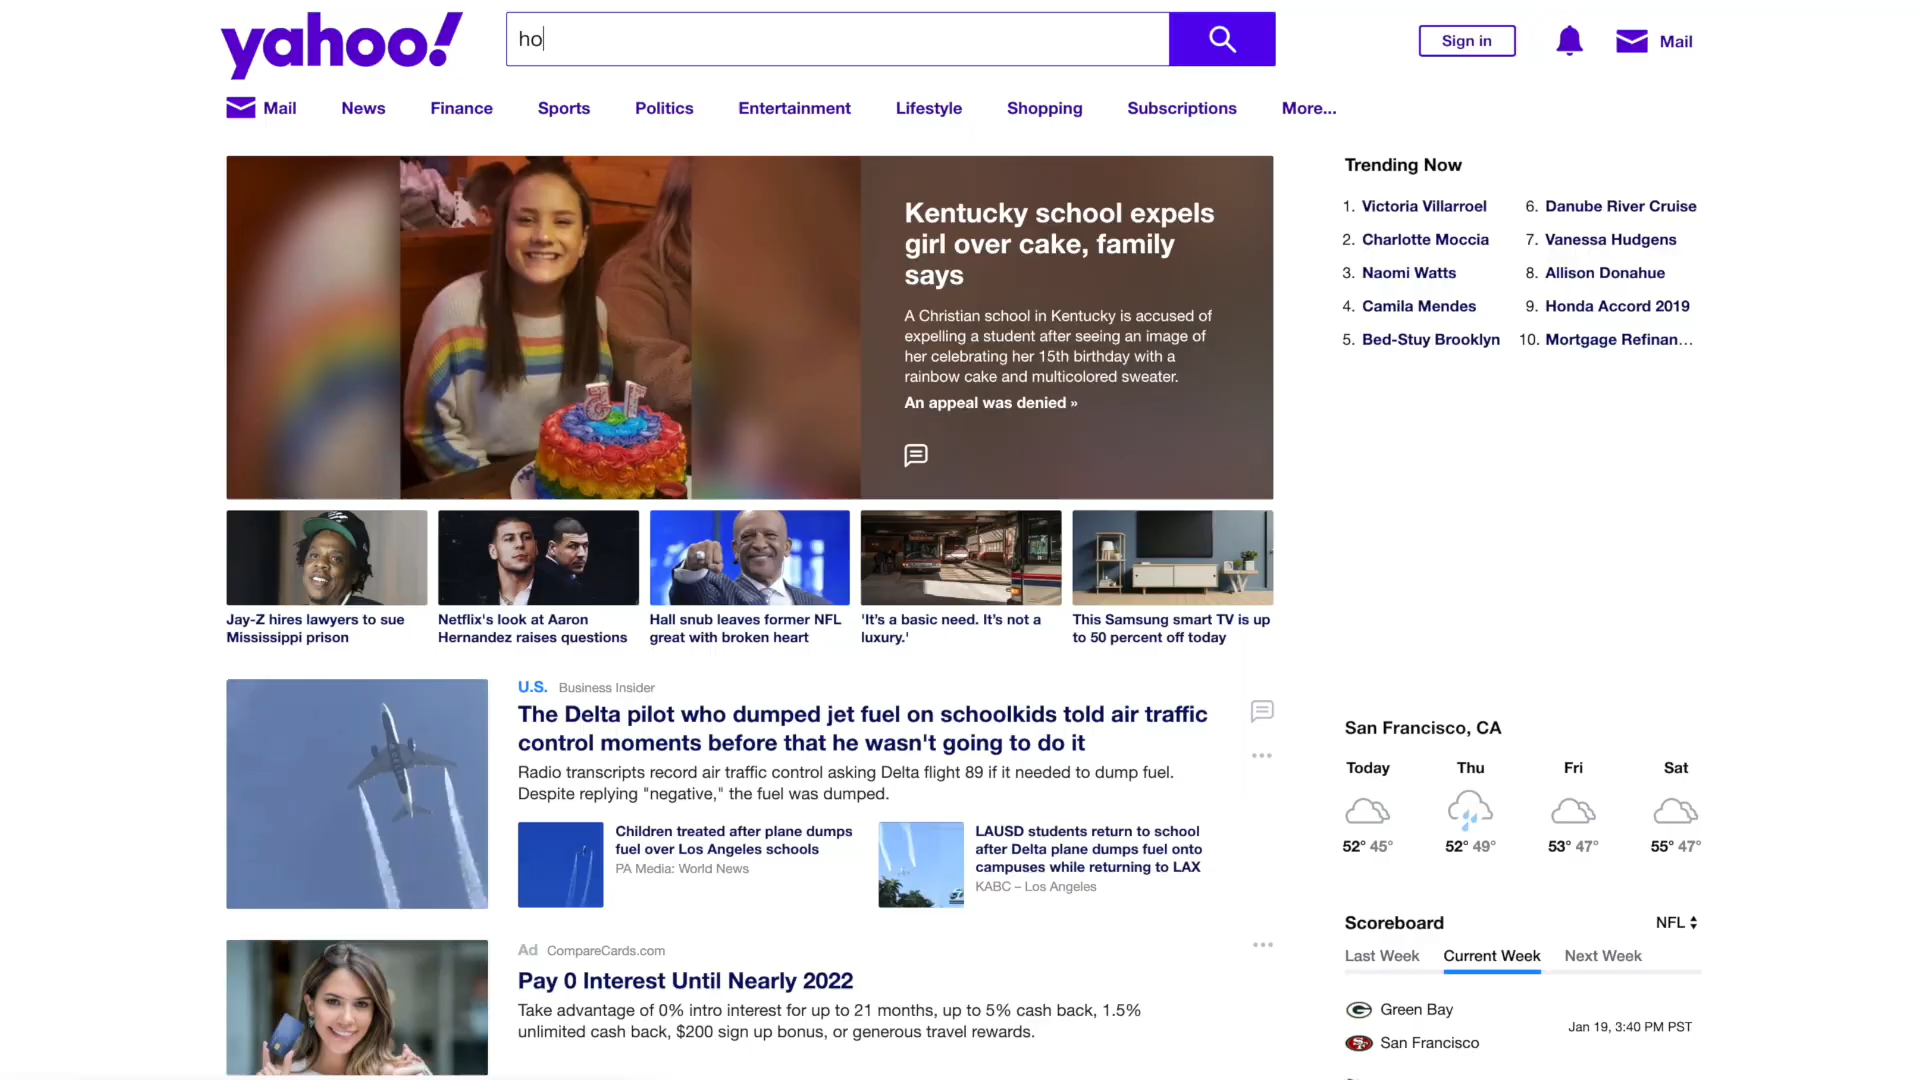 yahoo!
ho
Sign in
Mail
Mail
News
Finance
Sports
Politics
Entertainment
Lifestyle
Shopping
Subscriptions
More...
Kentucky school expels
girl over cake, family
says
A Christian school in Kentucky is accused of
expelling a student after seeing an image of
her celebrating her 15th birthday with a
rainbow cake and multicolored sweater.
An appeal was denied »
15
Jay-Z hires lawyers to sue
Mississippi prison
Netflix's look at Aaron
Hernandez raises questions
Hall snub leaves former NFL
great with broken heart
'It's a basic need. It's not a
luxury.'
This Samsung smart TV is up
to 50 percent off today
U.S. Business Insider
The Delta pilot who dumped jet fuel on schoolkids told air traffic
control moments before that he wasn't going to do it
Radio transcripts record air traffic control asking Delta flight 89 if it needed to dump fuel.
Despite replying "negative," the fuel was dumped.
Children treated after plane dumps
fuel over Los Angeles schools
PA Media: World News
LAUSD students return to school
after Delta plane dumps fuel onto
campuses while returning to LAX
KABC – Los Angeles
Ad CompareCards.com
Pay 0 Interest Until Nearly 2022
Take advantage of 0% intro interest for up to 21 months, up to 5% cash back, 1.5%
unlimited cash back, $200 sign up bonus, or generous travel rewards.
Trending Now
1. Victoria Villarroel
2. Charlotte Moccia
3. Naomi Watts
4. Camila Mendes
5. Bed-Stuy Brooklyn
6. Danube River Cruise
7. Vanessa Hudgens
8. Allison Donahue
9. Honda Accord 2019
10. Mortgage Refinan...
San Francisco, CA
Today Thu Fri Sat
52° 45° 52° 49° 53° 47° 55° 47°
Scoreboard NFL
Last Week Current Week Next Week
Green Bay
San Francisco
Jan 19, 3:40 PM PST